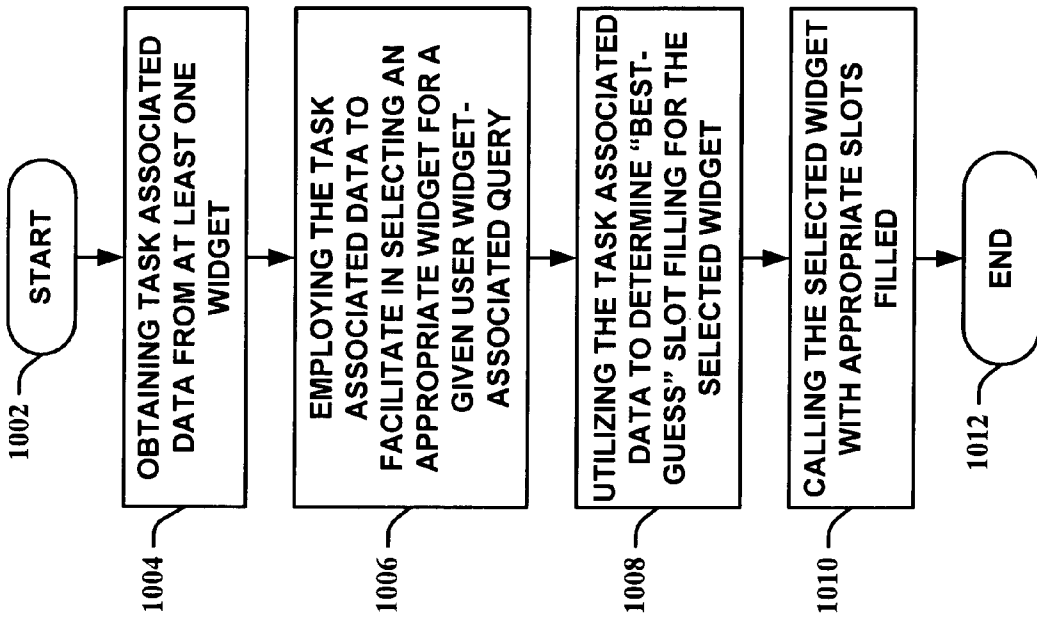 START
1002
OBTAINING TASK ASSOCIATED
DATA FROM AT LEAST ONE
WIDGET
1004
EMPLOYING THE TASK
ASSOCIATED DATA TO
FACILITATE IN SELECTING AN
APPROPRIATE WIDGET FOR A
GIVEN USER WIDGET-
ASSOCIATED QUERY
1006
UTILIZING THE TASK ASSOCIATED
DATA TO DETERMINE "BEST-
GUESS" SLOT FILLING FOR THE
SELECTED WIDGET
1008
CALLING THE SELECTED WIDGET
WITH APPROPRIATE SLOTS
FILLED
1010
END
1012